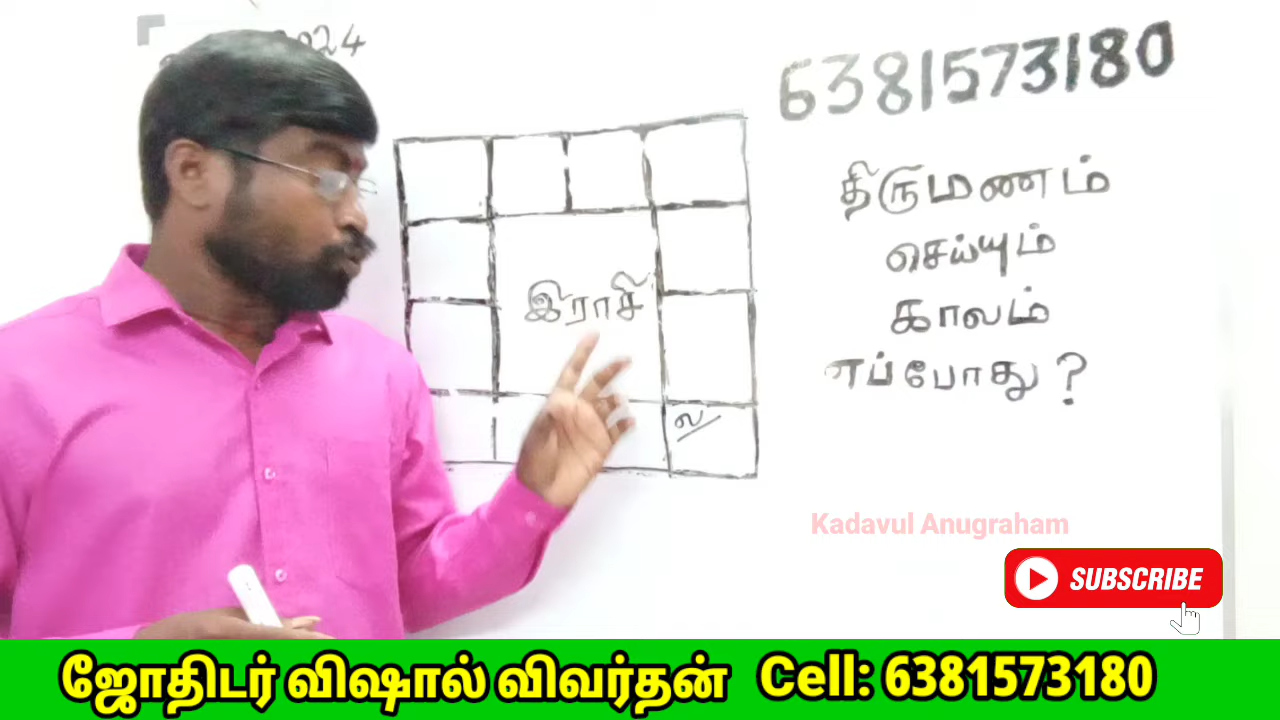 6381573180
திருமணம்
செய்யும்
காலம்
எப்போது ?
இராசி
ல
Kadavul Anugraham
SUBSCRIBE
ஜோதிடர் விஷால் விவர்தன் Cell: 6381573180